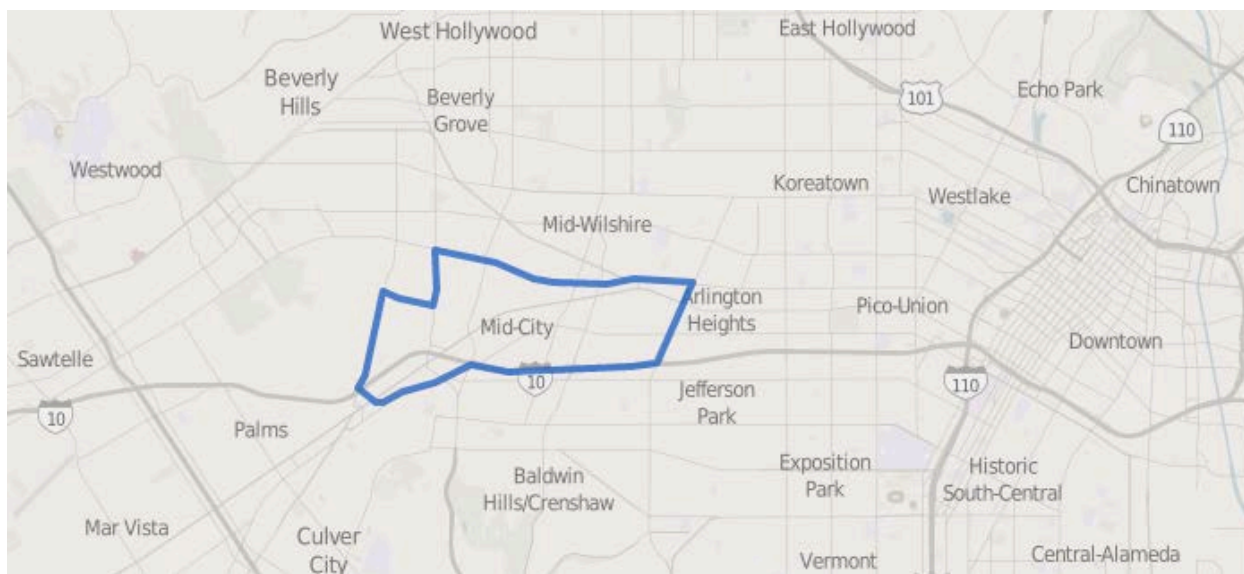 West Hollywood
East Hollywood
Beverly
Hills
Beverly
Grove
101
Echo Park
110
Westwood
Koreatown
Westlake
Chinatown
Mid-Wilshire
Arlington
Heights
Pico-Union
Mid-City
Downtown
Sawtelle
10
110
Jefferson
Park
10
Palms
Baldwin
Hills/Crenshaw
Exposition
Park
Historic
South-Central
Mar Vista
Culver
City
Vermont
Central-Alameda